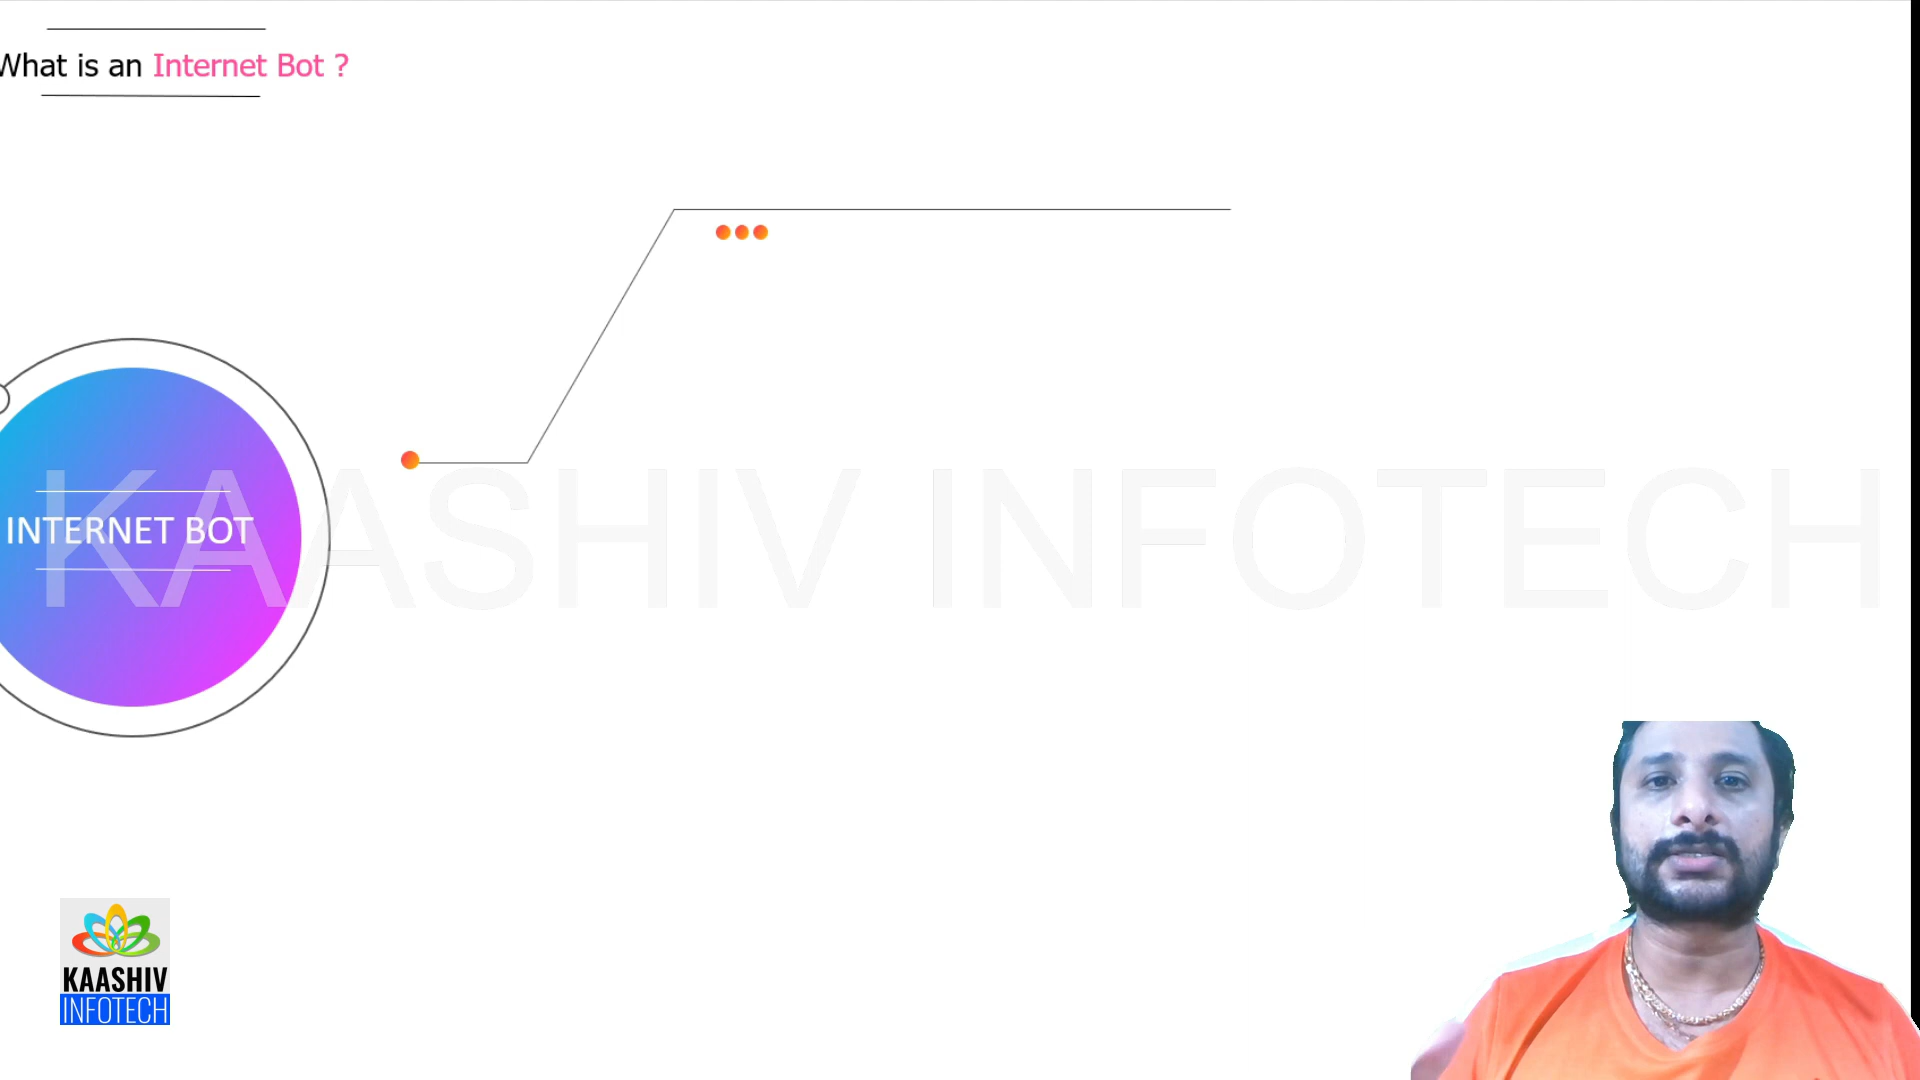 What is an Internet Bot ?
INTERNET BOT
KAASHIV INFOTECH
KAASHIV
INFOTECH